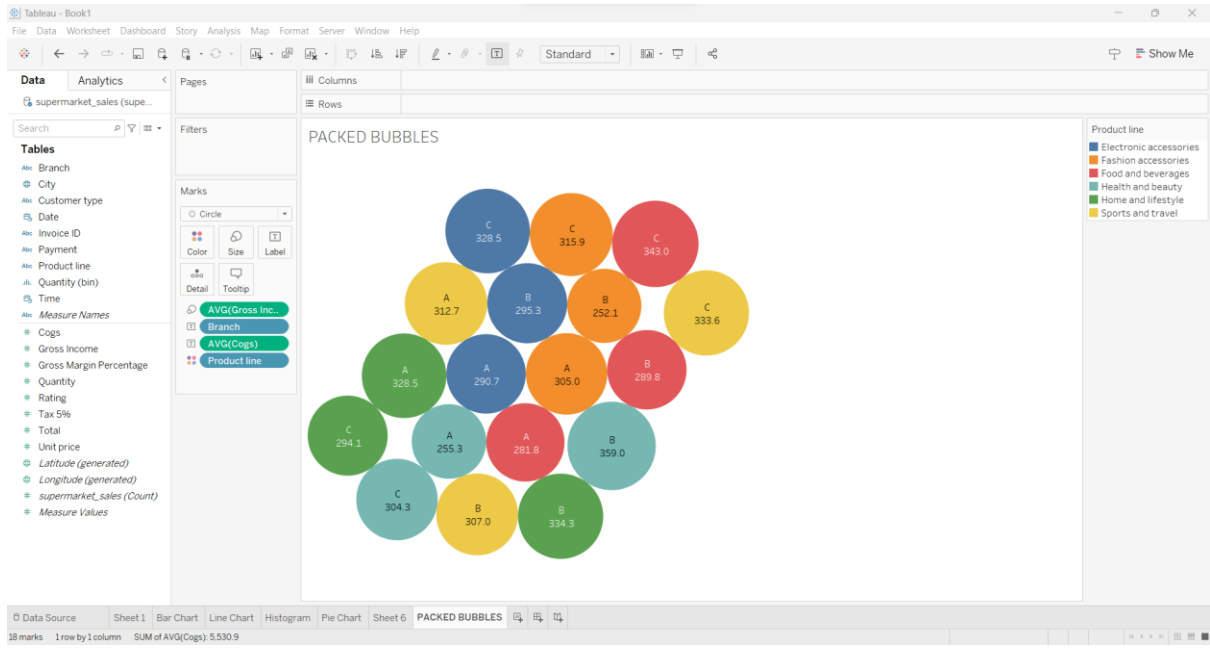 Tableau - Book1
File Data Worksheet Dashboard Story Analysis Map Format Server Window Help
Standard
Show Me
Data Analytics
supermarket_sales (supe...
Search
Tables
Abc Branch
City
Abc Customer type
Date
Abc Invoice ID
Abc Payment
Abc Product line
Quantity (bin)
Time
Abc Measure Names
# Cogs
# Gross Income
# Gross Margin Percentage
# Quantity
# Rating
# Tax 5%
# Total
# Unit price
Latitude (generated)
Longitude (generated)
# supermarket_sales (Count)
# Measure Values
Pages
Filters
Marks
Circle
Color Size Label
Detail Tooltip
AVG(Gross Inc..
Branch
AVG(Cogs)
Product line
Columns
Rows
PACKED BUBBLES
C
328.5
C
315.9
C
343.0
A
312.7
B
295.3
B
252.1
C
333.6
A
328.5
A
290.7
A
305.0
B
289.8
C
294.1
A
255.3
A
281.8
B
359.0
C
304.3
B
307.0
B
334.3
Product line
Electronic accessories
Fashion accessories
Food and beverages
Health and beauty
Home and lifestyle
Sports and travel
Data Source Sheet 1 Bar Chart Line Chart Histogram Pie Chart Sheet 6 PACKED BUBBLES
18 marks 1 row by 1 column SUM of AVG(Cogs): 5.530.9